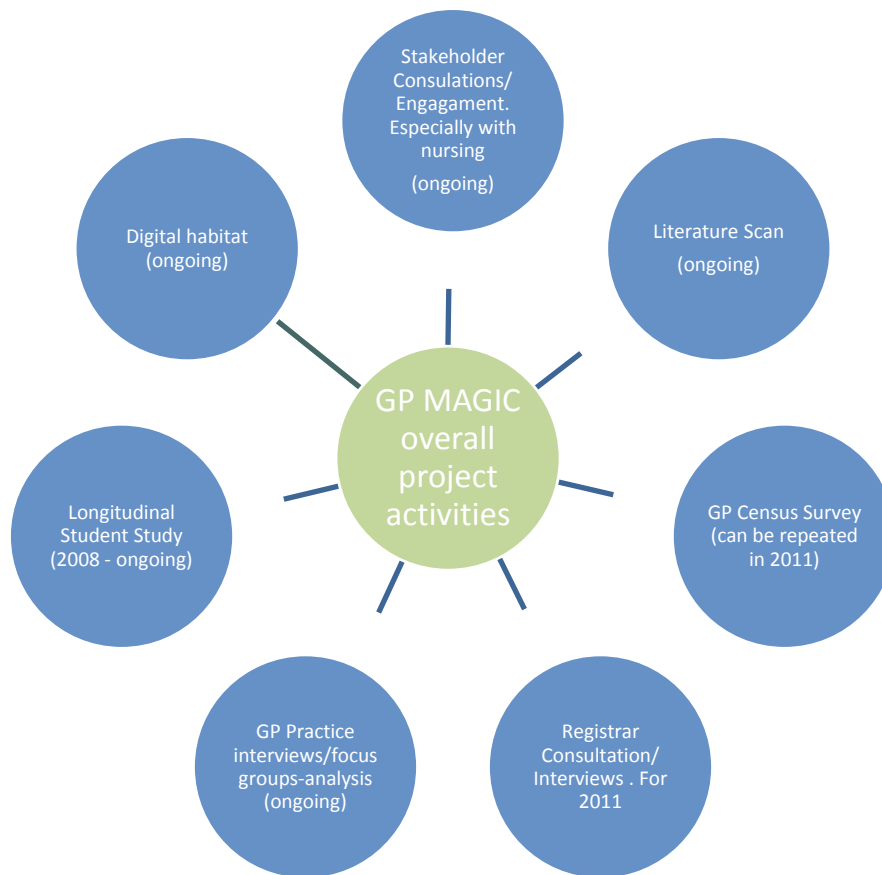 Stakeholder
Consulations/
Engagament.
Especially with
nursing
(ongoing)
Digital habitat
(ongoing)
Literature Scan
(ongoing)
GP MAGIC
overall
project
activities
Longitudinal
Student Study
(2008 - ongoing)
GP Census Survey
(can be repeated
in 2011)
GP Practice
interviews/focus
groups-analysis
(ongoing)
Registrar
Consultation/
Interviews . For
2011